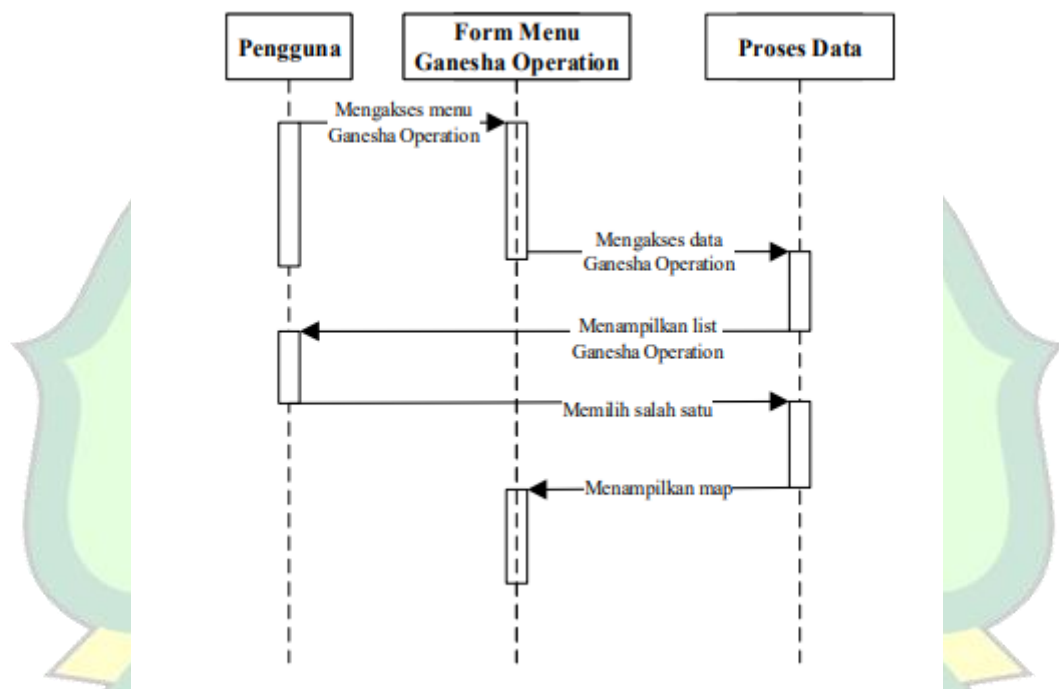 Pengguna
Form Menu
Ganesha Operation
Proses Data
Mengakses menu
Ganesha Operation
Mengakses data
Ganesha Operation
Menampilkan list
Ganesha Operation
Memilih salah satu
Menampilkan map